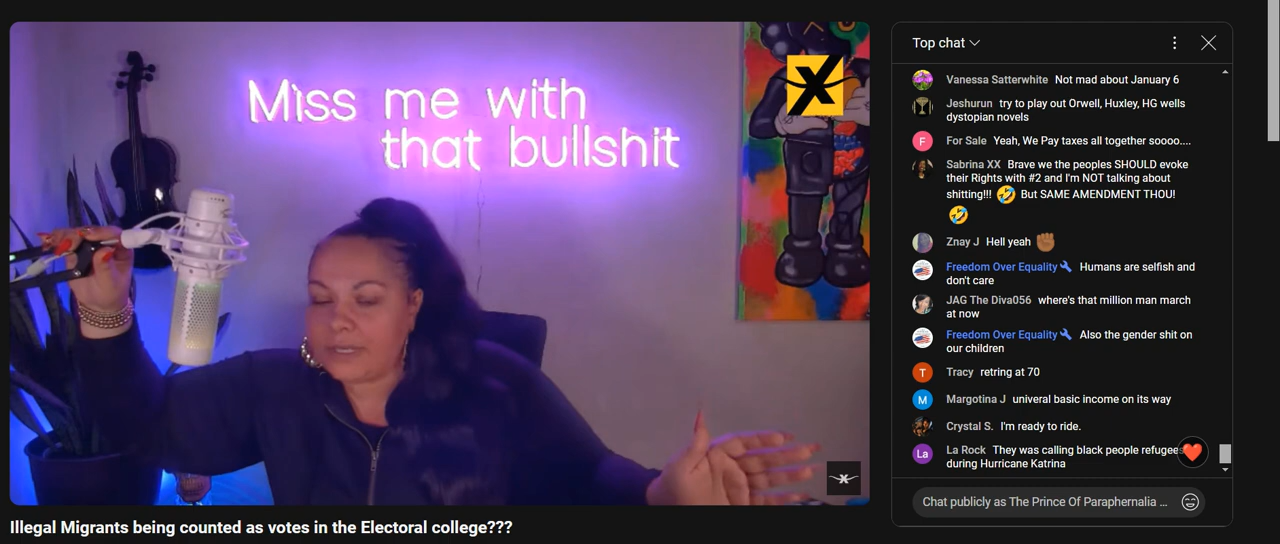 Miss me with
that bullshit
X
Illegal Migrants being counted as votes in the Electoral college???
Top chat
Vanessa Satterwhite Not mad about January 6
Jeshurun try to play out Orwell, Huxley, HG wells
dystopian novels
F
For Sale Yeah, We Pay taxes all together soooo....
Sabrina XX Brave we the peoples SHOULD evoke
their Rights with #2 and I'm NOT talking about
shitting!!! 🤣 But SAME AMENDMENT THOU!
🤣
Znay J Hell yeah ✊🏾
Freedom Over Equality Humans are selfish and
don't care
JAG The Diva056 where's that million man march
at now
Freedom Over Equality Also the gender shit on
our children
T
Tracy retring at 70
M
Margotina J univeral basic income on its way
Crystal S. I'm ready to ride.
La
La Rock They was calling black people refugees
during Hurricane Katrina
Chat publicly as The Prince Of Paraphernalia ...